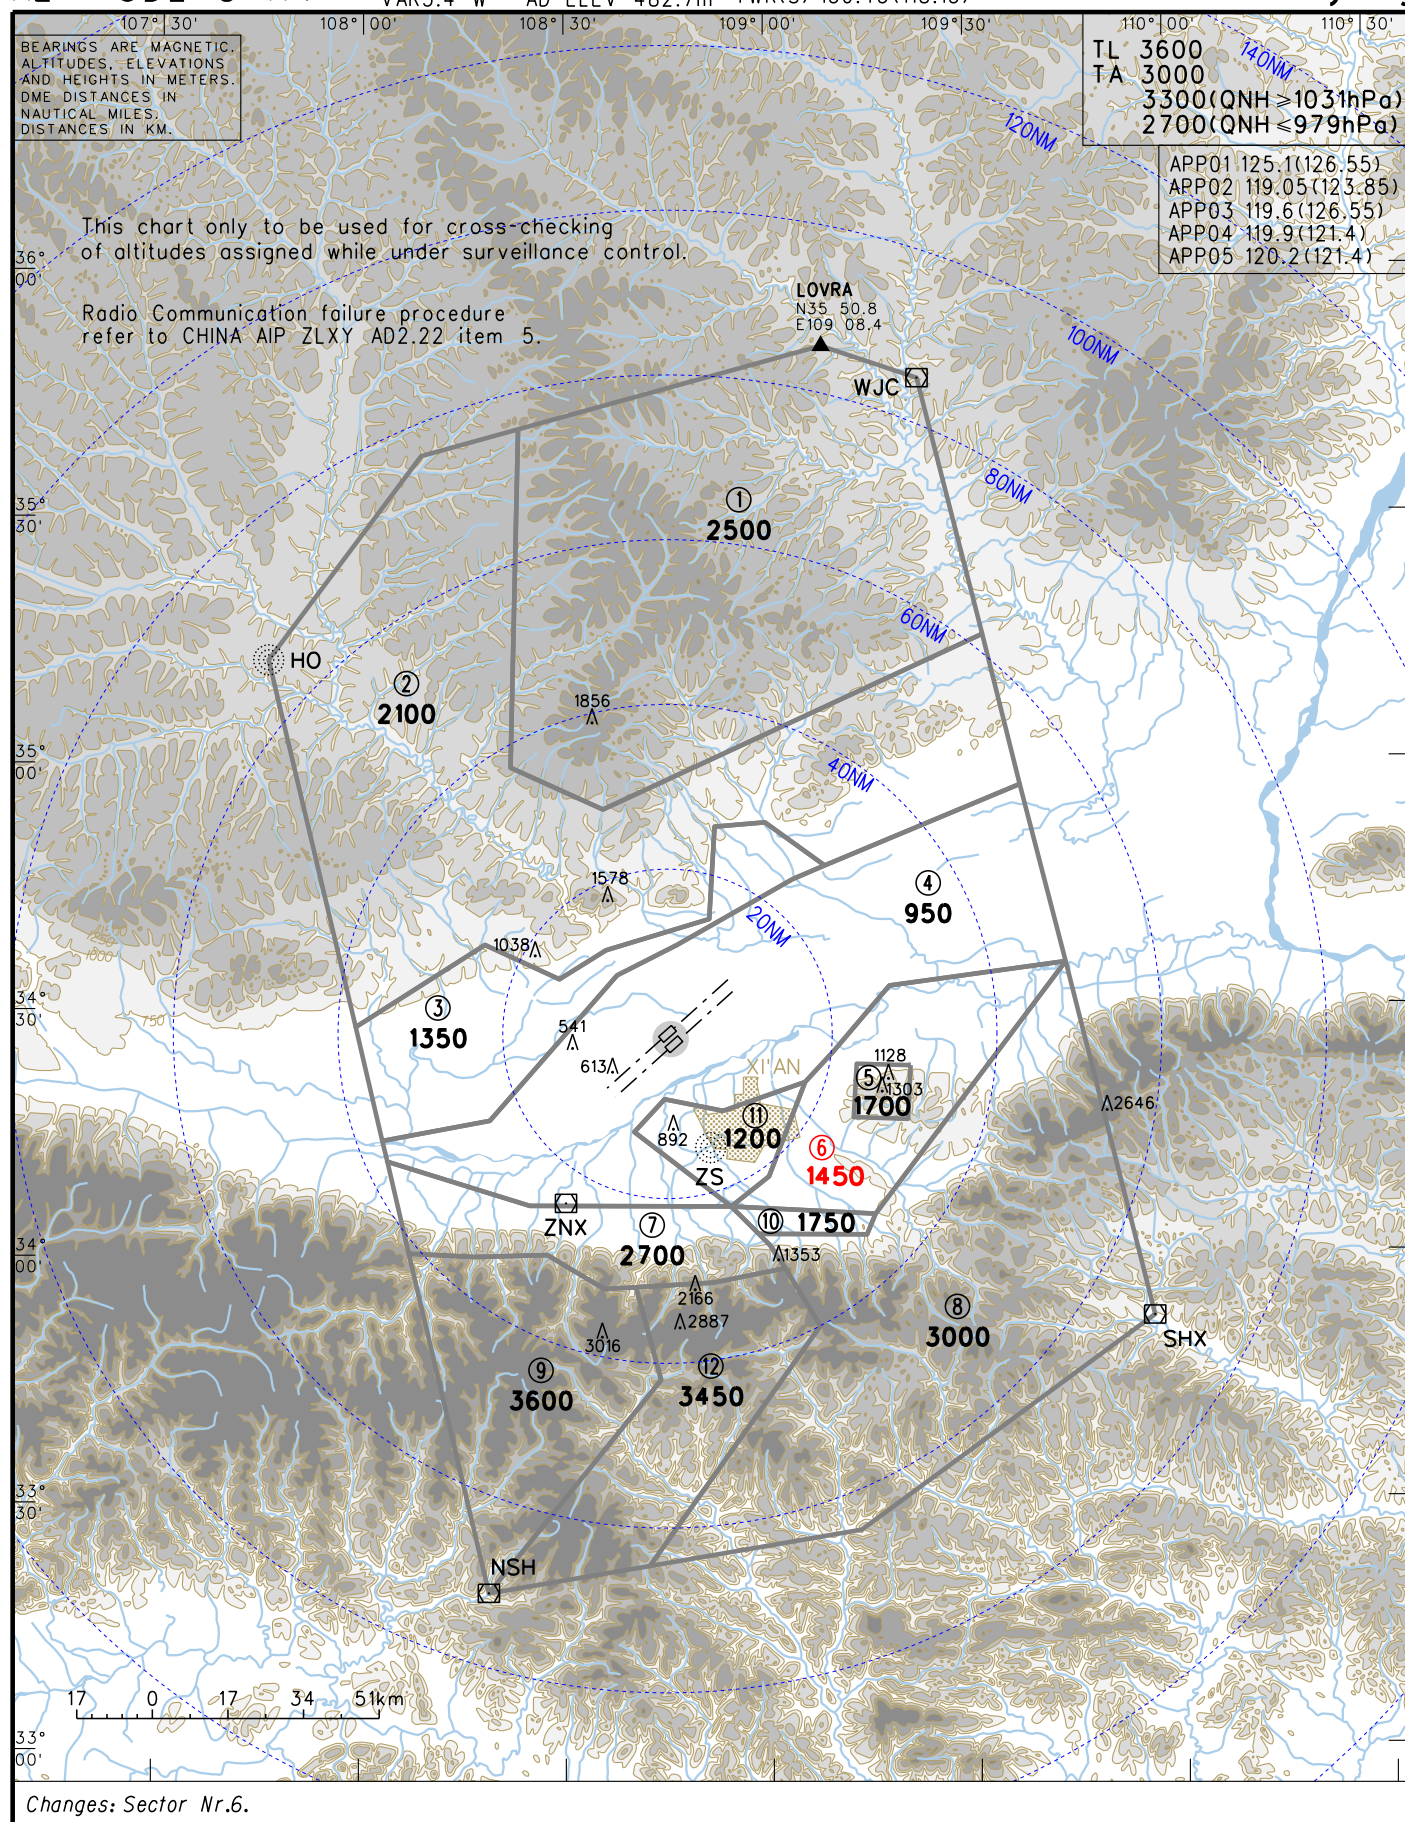 VAR3.4°W AD ELEV 482.7m
107°30' 108°00' 108°30' 109°00' 109°30' 110°00' 110°30'
BEARINGS ARE MAGNETIC.
ALTITUDES, ELEVATIONS
AND HEIGHTS IN METERS.
DME DISTANCES IN
NAUTICAL MILES.
DISTANCES IN KM.
TL 3600
TA 3000
3300(QNH≥1031hPa)
2700(QNH≤979hPa)
140NM
120NM
APP01 125.1(126.55)
APP02 119.05(123.85)
APP03 119.6(126.55)
APP04 119.9(121.4)
APP05 120.2(121.4)
This chart only to be used for cross-checking
of altitudes assigned while under surveillance control.
36°
00'
Radio Communication failure procedure
refer to CHINA AIP ZLXY AD2.22 item 5.
LOVRA
N35 50.8
E109 08.4
100NM
WJC
80NM
35°
30'
①
2500
60NM
HO
②
2100
1856
35°
00'
40NM
④
950
1578
20NM
1038
1000
750
34°
30'
③
1350
541
613
XI'AN
1128
⑤ 1303
1700
2646
892
⑪
1200
ZS
⑥
1450
ZNX
⑦
2700
⑩ 1750
1353
34°
00'
2166
2887
3016
⑧
3000
SHX
⑨
3600
⑫
3450
33°
30'
NSH
17 0 17 34 51km
33°
00'
Changes: Sector Nr.6.